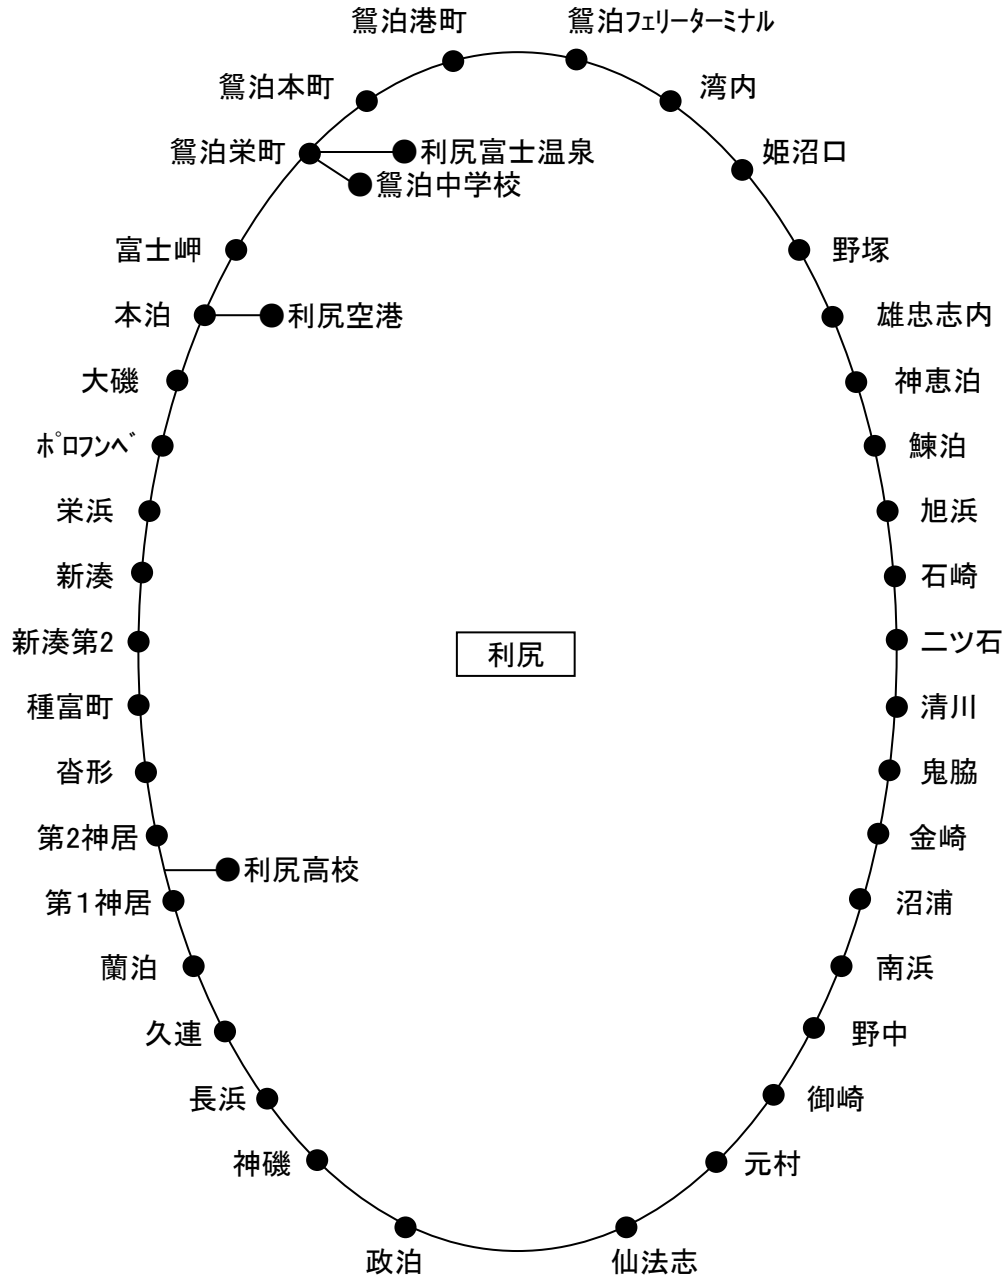 鴛泊港町
鴛泊フェリーターミナル
鴛泊本町
湾内
鴛泊栄町
利尻富士温泉
姫沼口
鴛泊中学校
富士岬
野塚
本泊
利尻空港
雄忠志内
大磯
神恵泊
ポロフンベ
鰊泊
栄浜
旭浜
新湊
石崎
新湊第2
二ツ石
利尻
種富町
清川
沓形
鬼脇
第2神居
金崎
利尻高校
第1神居
沼浦
蘭泊
南浜
久連
野中
長浜
御崎
神磯
元村
政泊
仙法志